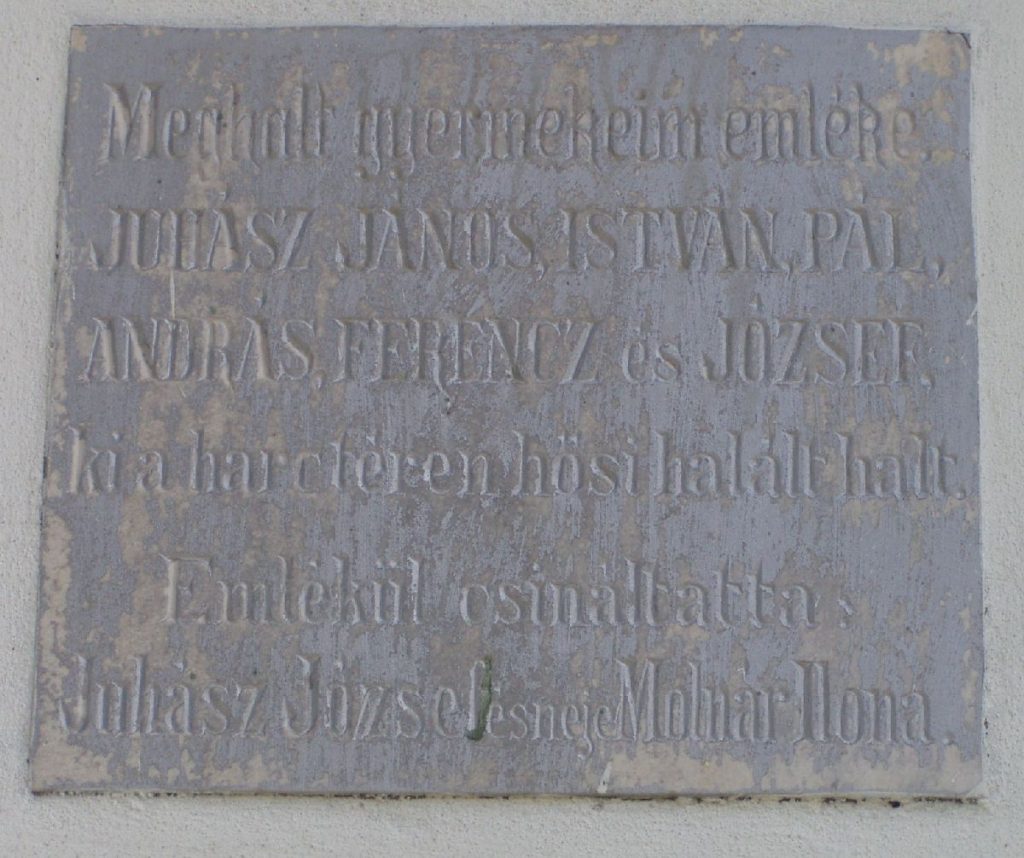 Meghalt gyermekeim emléke.
JUHÁSZ JÁNOS, ISTVÁN, PÁL,
ANDRÁS, FERENCZ és JÓZSEF,
ki a harctéren hösi halált halt.
Emlékül csináltatta:
Juhász József és neje Molnár Ilona.